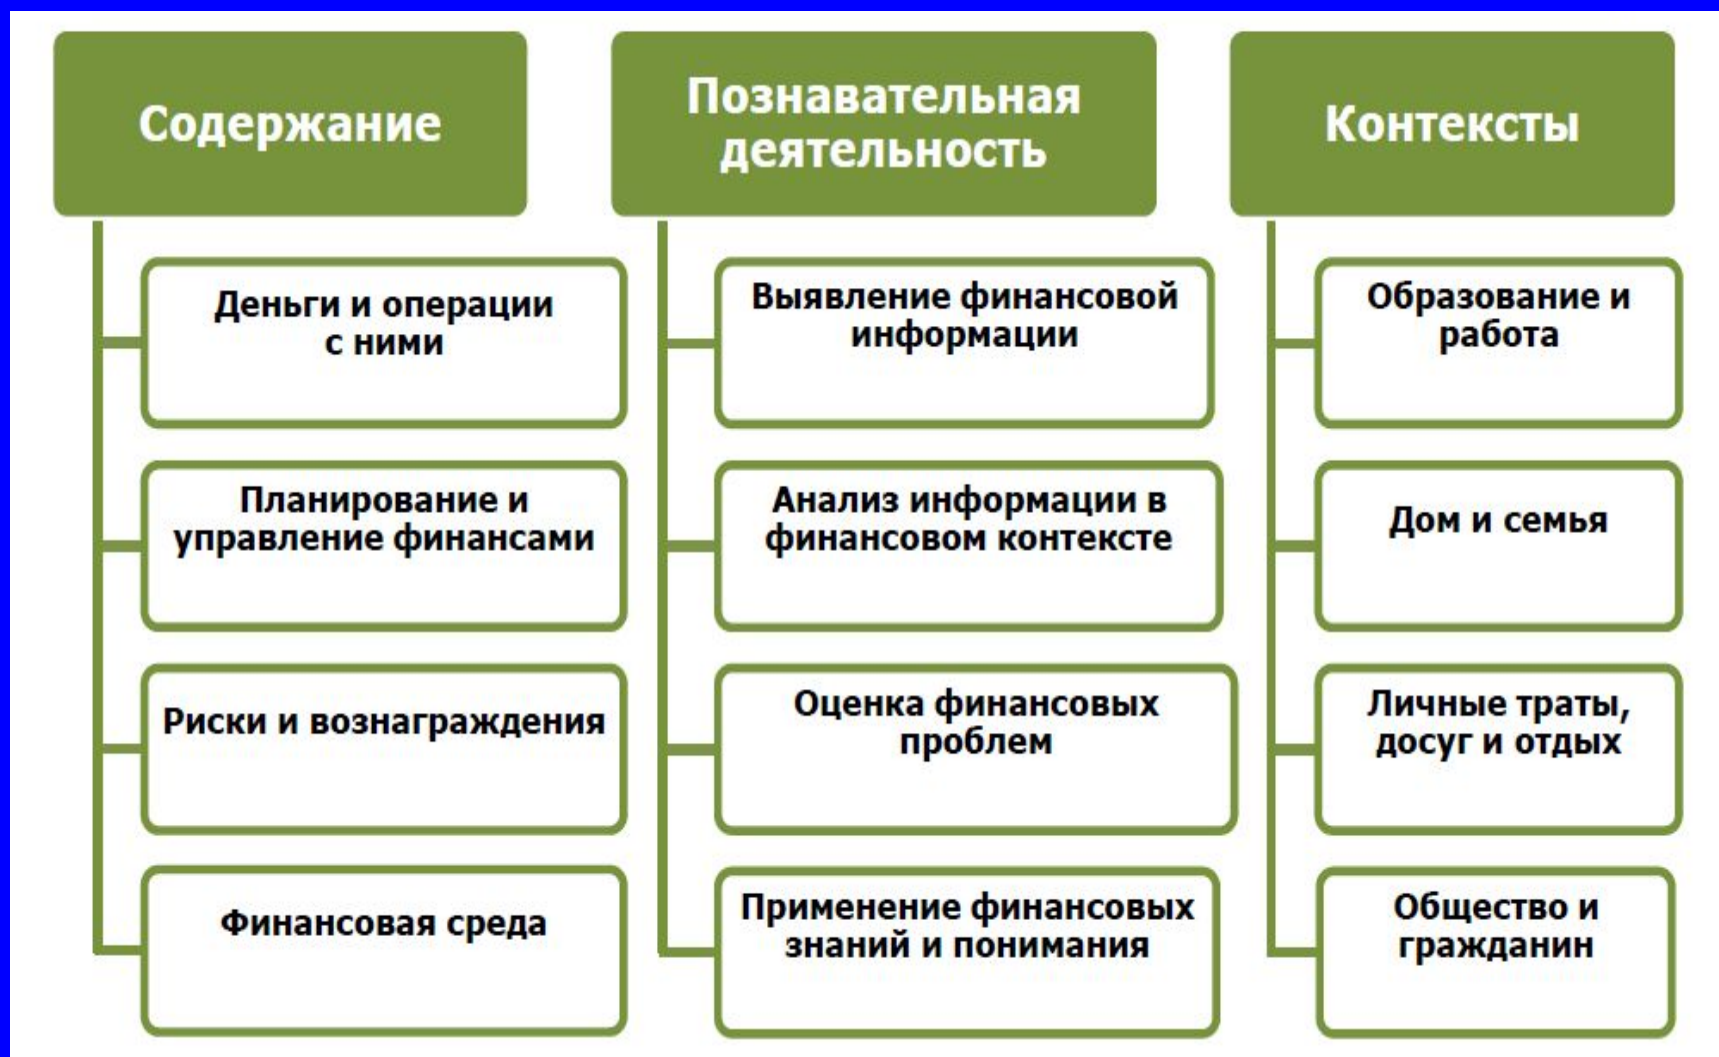 Содержание
Деньги и операции
с ними
Планирование и
управление финансами
Риски и вознаграждения
Финансовая среда
Познавательная
деятельность
Выявление финансовой
информации
Анализ информации в
финансовом контексте
Оценка финансовых
проблем
Применение финансовых
знаний и понимания
Контексты
Образование и
работа
Дом и семья
Личные траты,
досуг и отдых
Общество и
гражданин